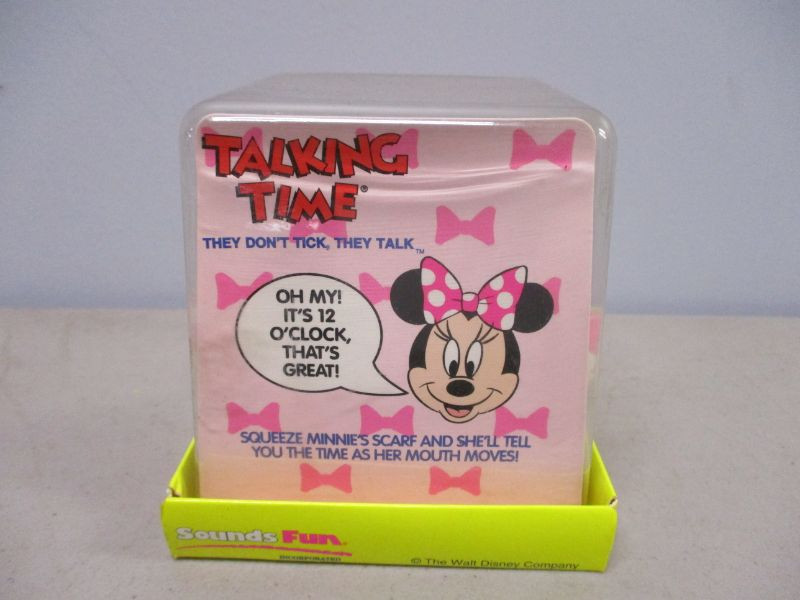 TALKING
TIME®
THEY DON'T TICK, THEY TALK™
OH MY!
IT'S 12
O'CLOCK,
THAT'S
GREAT!
SQUEEZE MINNIE'S SCARF AND SHE'LL TELL
YOU THE TIME AS HER MOUTH MOVES!
Sounds Fun
INCORPORATED
© The Walt Disney Company